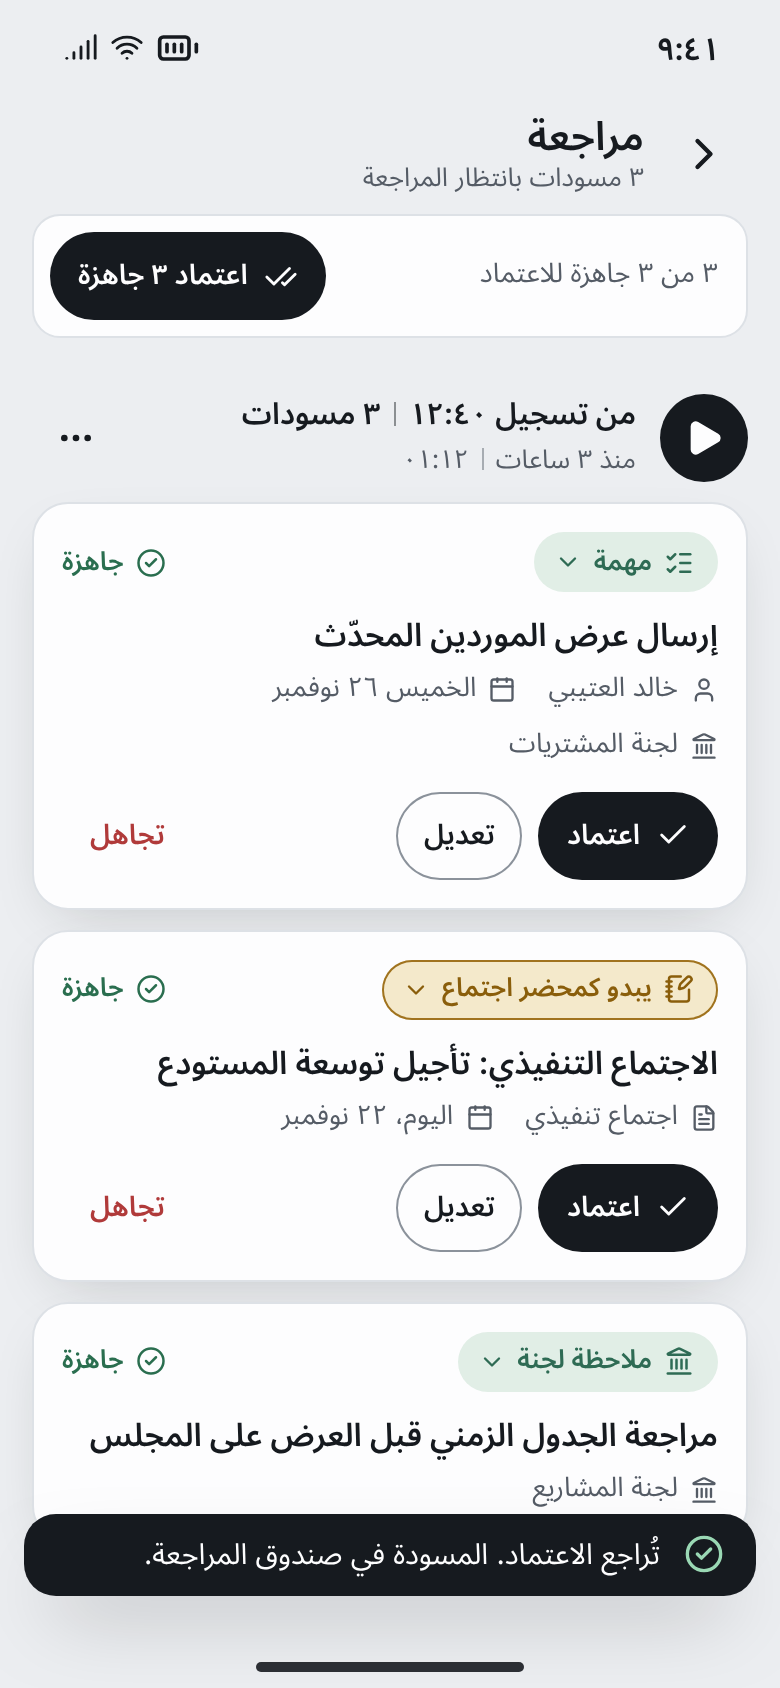 ٩:٤١
مراجعة
٣ مسودات بانتظار المراجعة
٣ من ٣ جاهزة للاعتماد
اعتماد ٣ جاهزة
من تسجيل ١٢:٤٠ | ٣ مسودات
منذ ٣ ساعات | ٠١:١٢
مهمة
جاهزة
إرسال عرض الموردين المحدّث
خالد العتيبي الخميس ٢٦ نوفمبر
لجنة المشتريات
اعتماد تعديل تجاهل
يبدو كمحضر اجتماع
جاهزة
الاجتماع التنفيذي: تأجيل توسعة المستودع
اجتماع تنفيذي اليوم، ٢٢ نوفمبر
اعتماد تعديل تجاهل
ملاحظة لجنة
جاهزة
مراجعة الجدول الزمني قبل العرض على المجلس
لجنة المشاريع
تُراجع الاعتماد. المسودة في صندوق المراجعة.